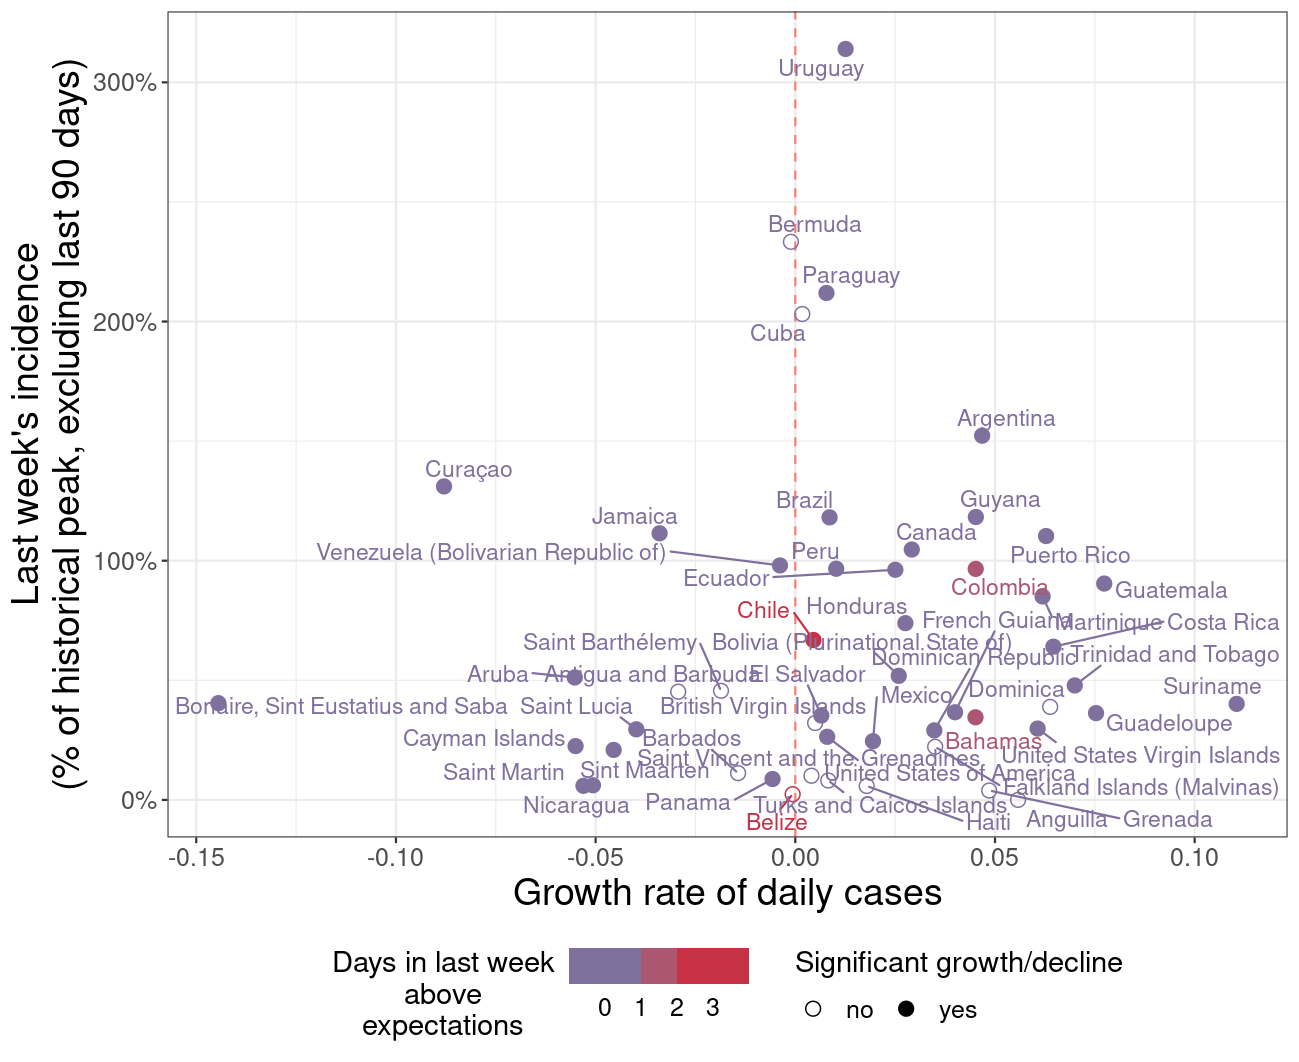 Last week's incidence
(% of historical peak, excluding last 90 days)
300%
200%
100%
0%
Uruguay
Bermuda
Paraguay
Cuba
Argentina
Curaçao
Brazil
Guyana
Jamaica
Canada
Venezuela (Bolivarian Republic of)
Peru
Puerto Rico
Ecuador
Colombia
Guatemala
Chile
Honduras
French Guiana
Martinique
Costa Rica
Saint Barthélemy
Bolivia (Plurinational State of)
Dominican Republic
Trinidad and Tobago
Aruba
Antigua and Barbuda
El Salvador
Mexico
Dominica
Suriname
Bonaire, Sint Eustatius and Saba
Saint Lucia
British Virgin Islands
Guadeloupe
Cayman Islands
Barbados
Bahamas
Saint Vincent and the Grenadines
United States Virgin Islands
Saint Martin
Sint Maarten
United States of America
Falkland Islands (Malvinas)
Nicaragua
Panama
Turks and Caicos Islands
Belize
Haiti
Anguilla
Grenada
-0.15
-0.10
-0.05
0.00
0.05
0.10
Growth rate of daily cases
Days in last week
above
expectations
0 1 2 3
Significant growth/decline
no
yes